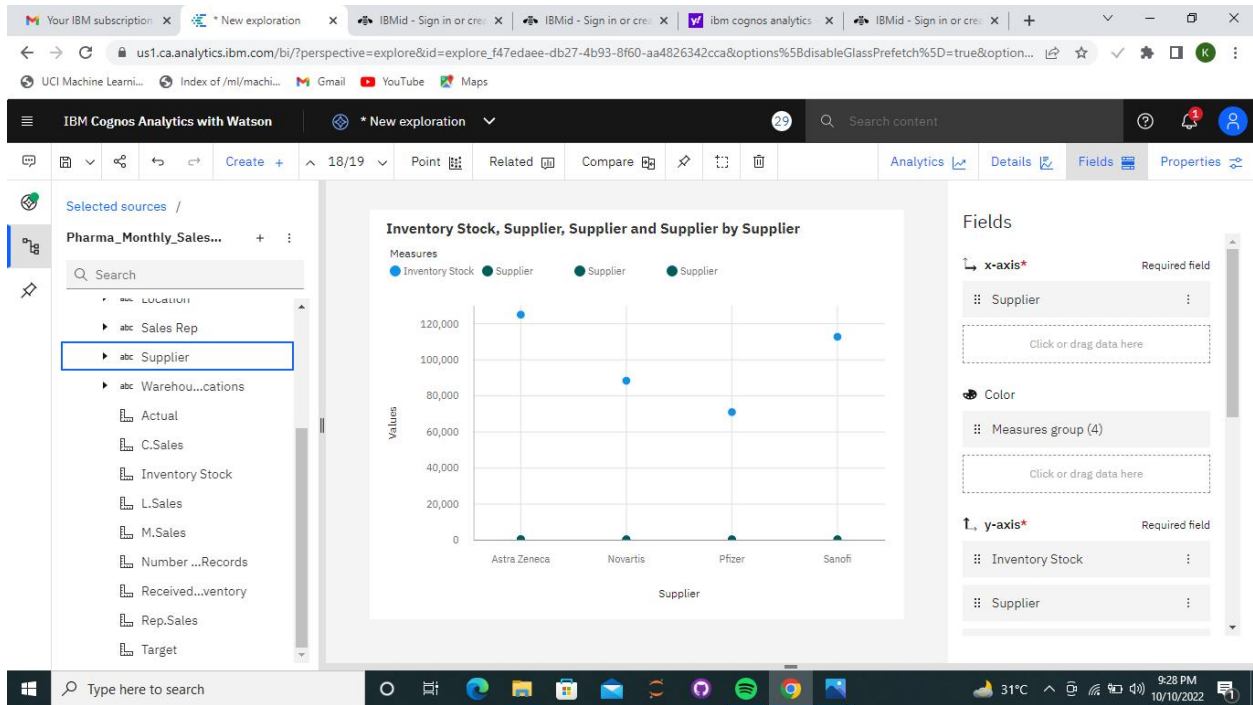 Your IBM subscription
* New exploration
IBMid - Sign in or cre
IBMid - Sign in or cre
ibm cognos analytics
IBMid - Sign in or cre
us1.ca.analytics.ibm.com/bi/?perspective=explore&id=explore_f47edaee-db27-4b93-8f60-aa4826342cca&options%5BdisableGlassPrefetch%5D=true&option...
K
UCI Machine Learni...
Index of /ml/machi...
Gmail
YouTube
Maps
IBM Cognos Analytics with Watson
* New exploration
29
Search content
1
Create +
18/19
Point
Related
Compare
Analytics
Details
Fields
Properties
Selected sources /
Pharma_Monthly_Sales...
Search
abc Location
abc Sales Rep
abc Supplier
abc Warehou...cations
Actual
C.Sales
Inventory Stock
L.Sales
M.Sales
Number ...Records
Received...ventory
Rep.Sales
Target
Inventory Stock, Supplier, Supplier and Supplier by Supplier
Measures
Inventory Stock Supplier Supplier Supplier
120,000
100,000
80,000
60,000
40,000
20,000
0
Values
Astra Zeneca Novartis Pfizer Sanofi
Supplier
Fields
x-axis* Required field
Supplier
Click or drag data here
Color
Measures group (4)
Click or drag data here
y-axis* Required field
Inventory Stock
Supplier
Type here to search
31°C
9:28 PM
10/10/2022
1